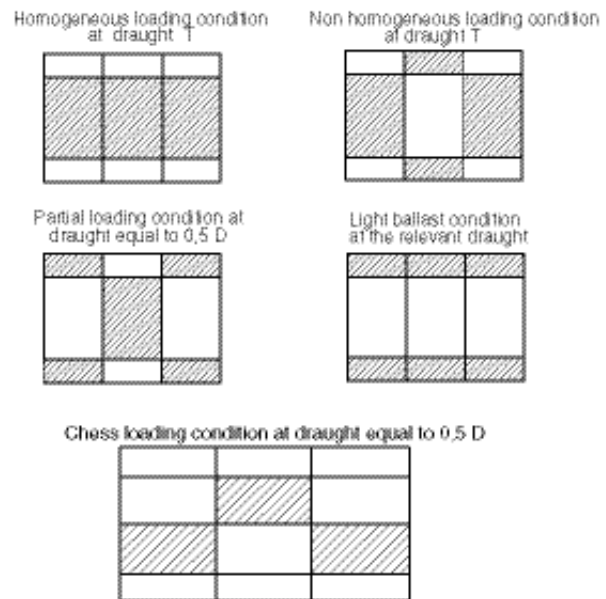 Homogeneous loading condition
at draught T
Non homogeneous loading condition
at draught T
Partial loading condition at
draught equal to 0,5 D
Light ballast condition
at the relevant draught
Chess loading condition at draught equal to 0,5 D